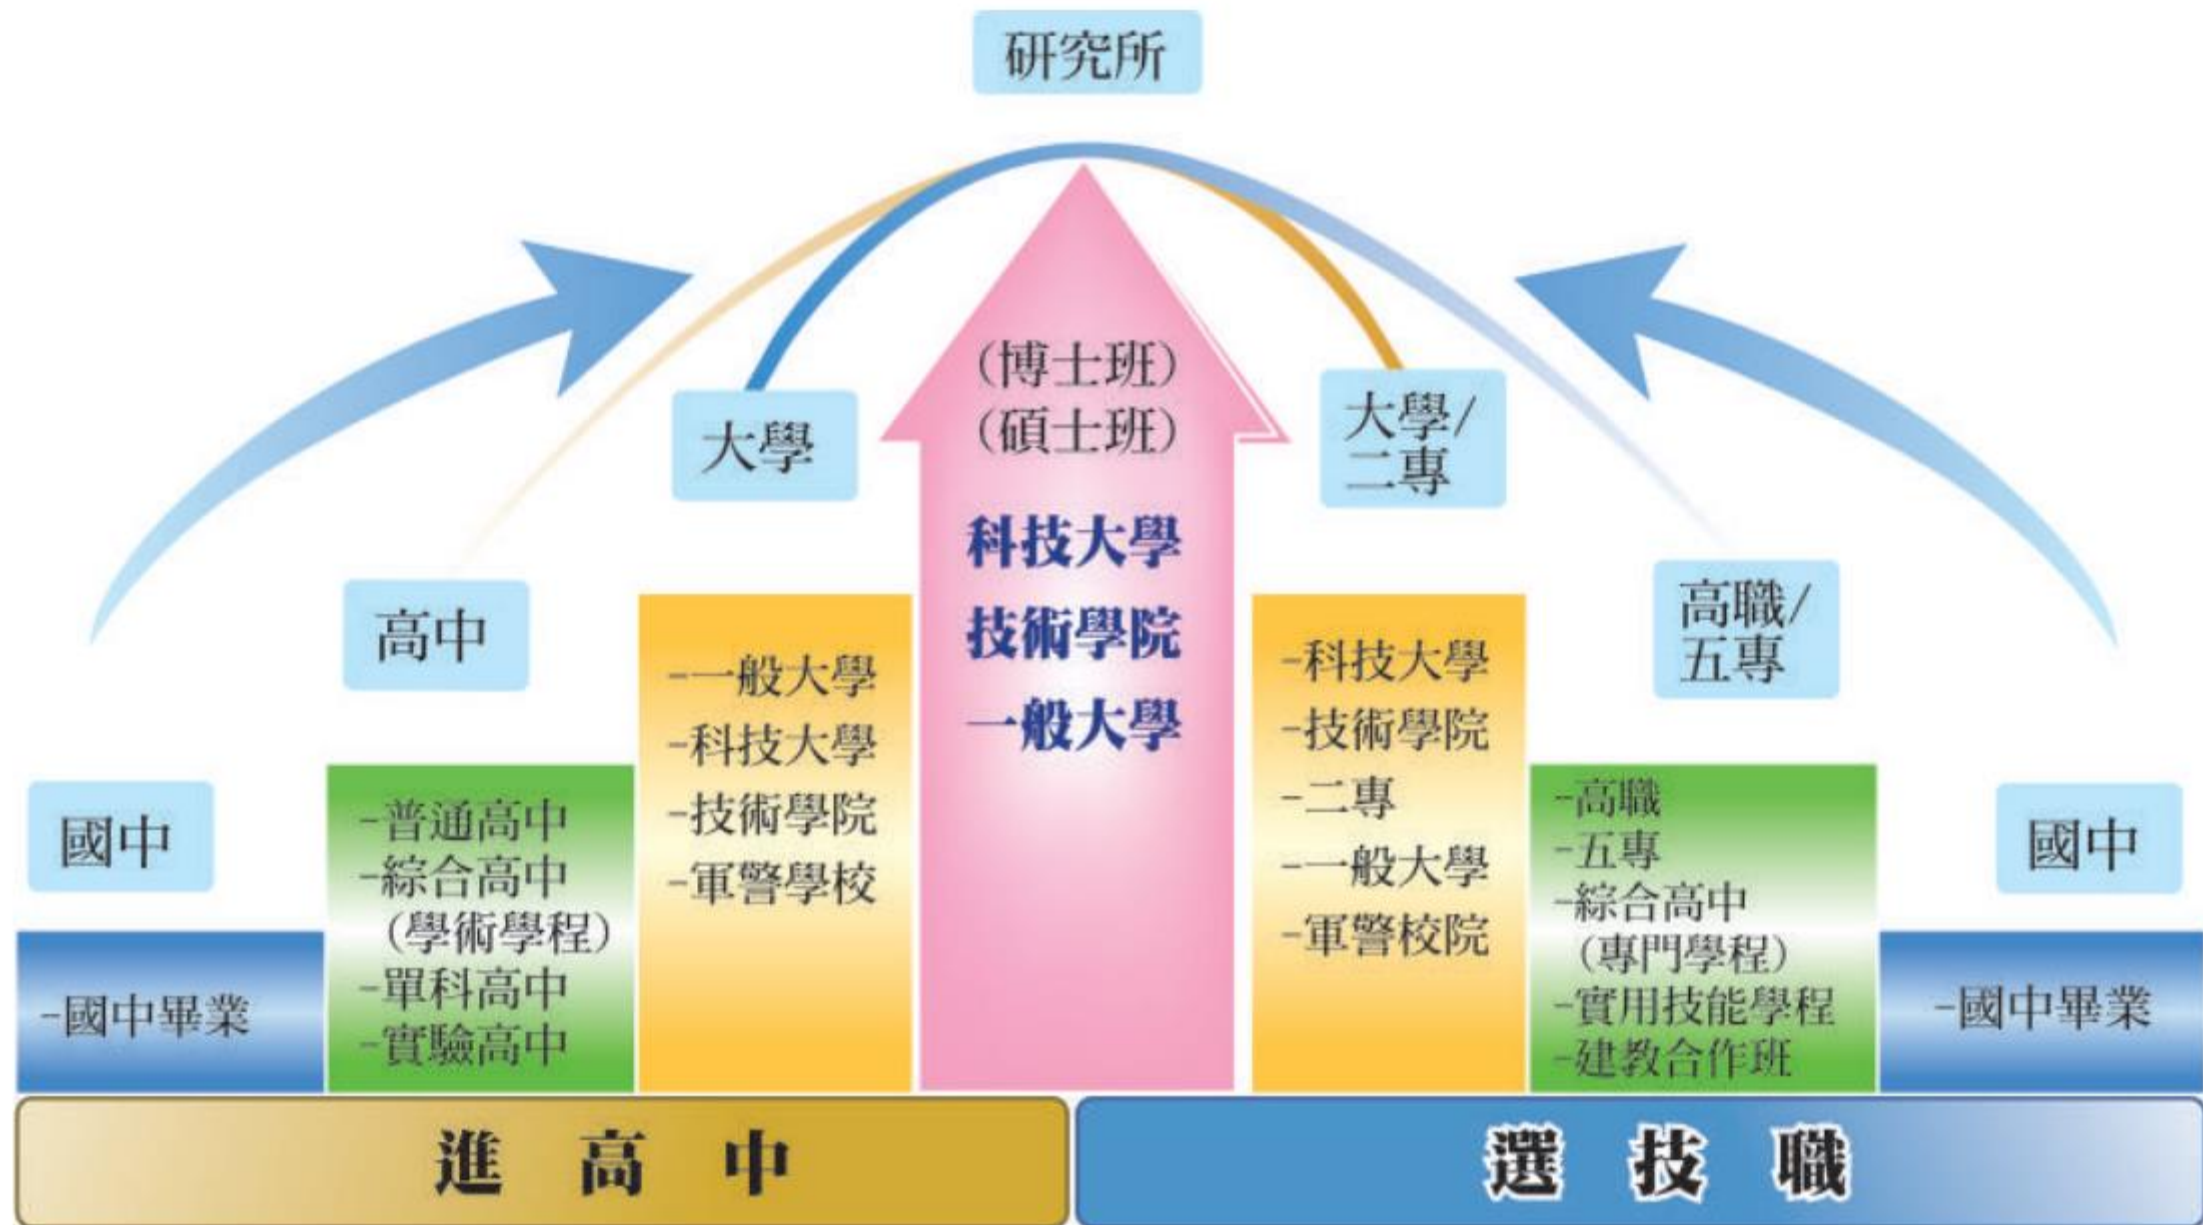 研究所
(博士班)
(碩士班)
科技大學
技術學院
一般大學
大學
大學/
二專
高中
高職/
五專
國中
國中
-國中畢業
-普通高中
-綜合高中
(學術學程)
-單科高中
-實驗高中
-一般大學
-科技大學
-技術學院
-軍警學校
-科技大學
-技術學院
-二專
-一般大學
-軍警校院
-高職
-五專
-綜合高中
(專門學程)
-實用技能學程
-建教合作班
-國中畢業
進高中
選技職